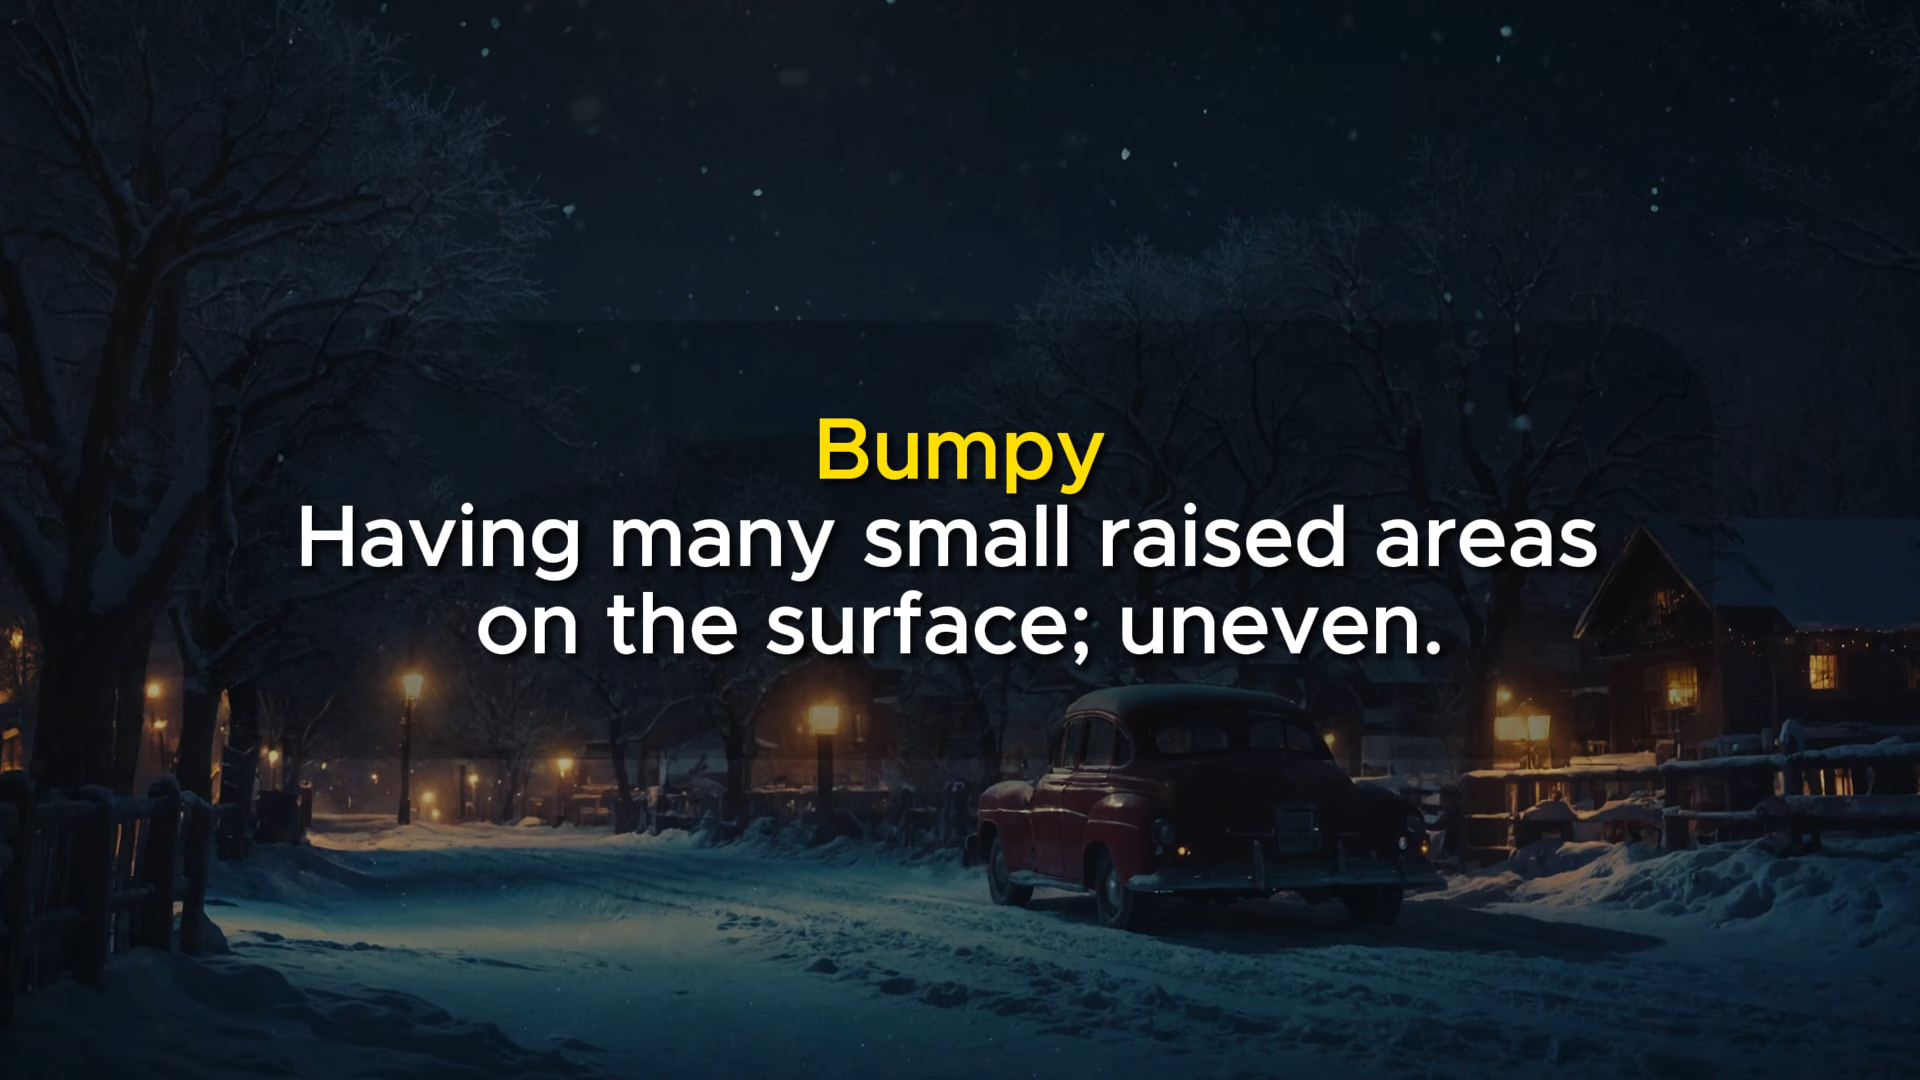 Bumpy
Having many small raised areas
on the surface; uneven.